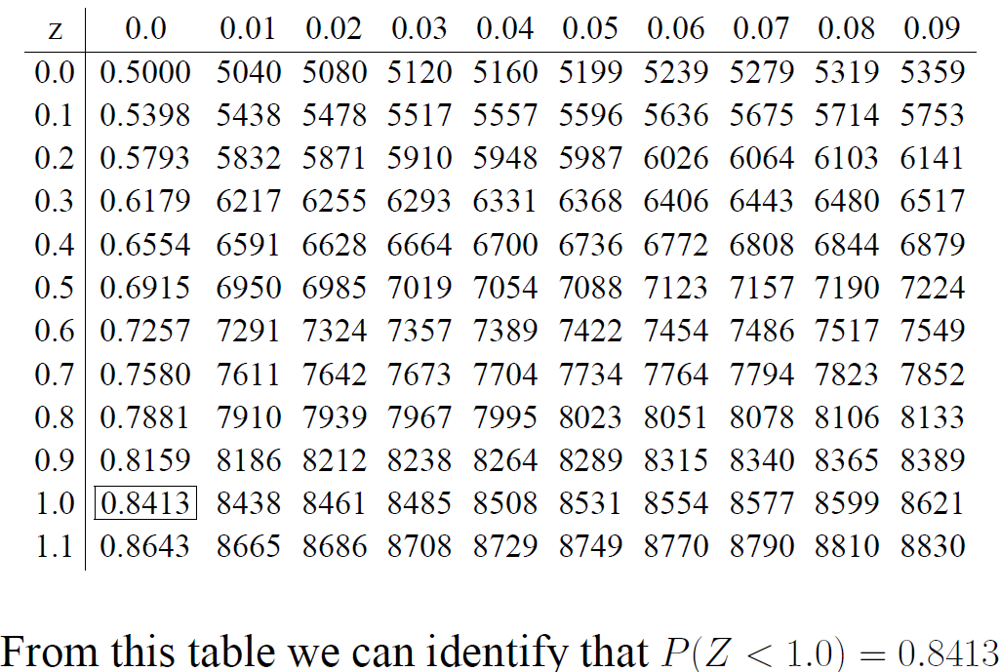 z 0.0 0.01 0.02 0.03 0.04 0.05 0.06 0.07 0.08 0.09
0.0 0.5000 5040 5080 5120 5160 5199 5239 5279 5319 5359
0.1 0.5398 5438 5478 5517 5557 5596 5636 5675 5714 5753
0.2 0.5793 5832 5871 5910 5948 5987 6026 6064 6103 6141
0.3 0.6179 6217 6255 6293 6331 6368 6406 6443 6480 6517
0.4 0.6554 6591 6628 6664 6700 6736 6772 6808 6844 6879
0.5 0.6915 6950 6985 7019 7054 7088 7123 7157 7190 7224
0.6 0.7257 7291 7324 7357 7389 7422 7454 7486 7517 7549
0.7 0.7580 7611 7642 7673 7704 7734 7764 7794 7823 7852
0.8 0.7881 7910 7939 7967 7995 8023 8051 8078 8106 8133
0.9 0.8159 8186 8212 8238 8264 8289 8315 8340 8365 8389
1.0 0.8413 8438 8461 8485 8508 8531 8554 8577 8599 8621
1.1 0.8643 8665 8686 8708 8729 8749 8770 8790 8810 8830
From this table we can identify that P(Z < 1.0) = 0.8413